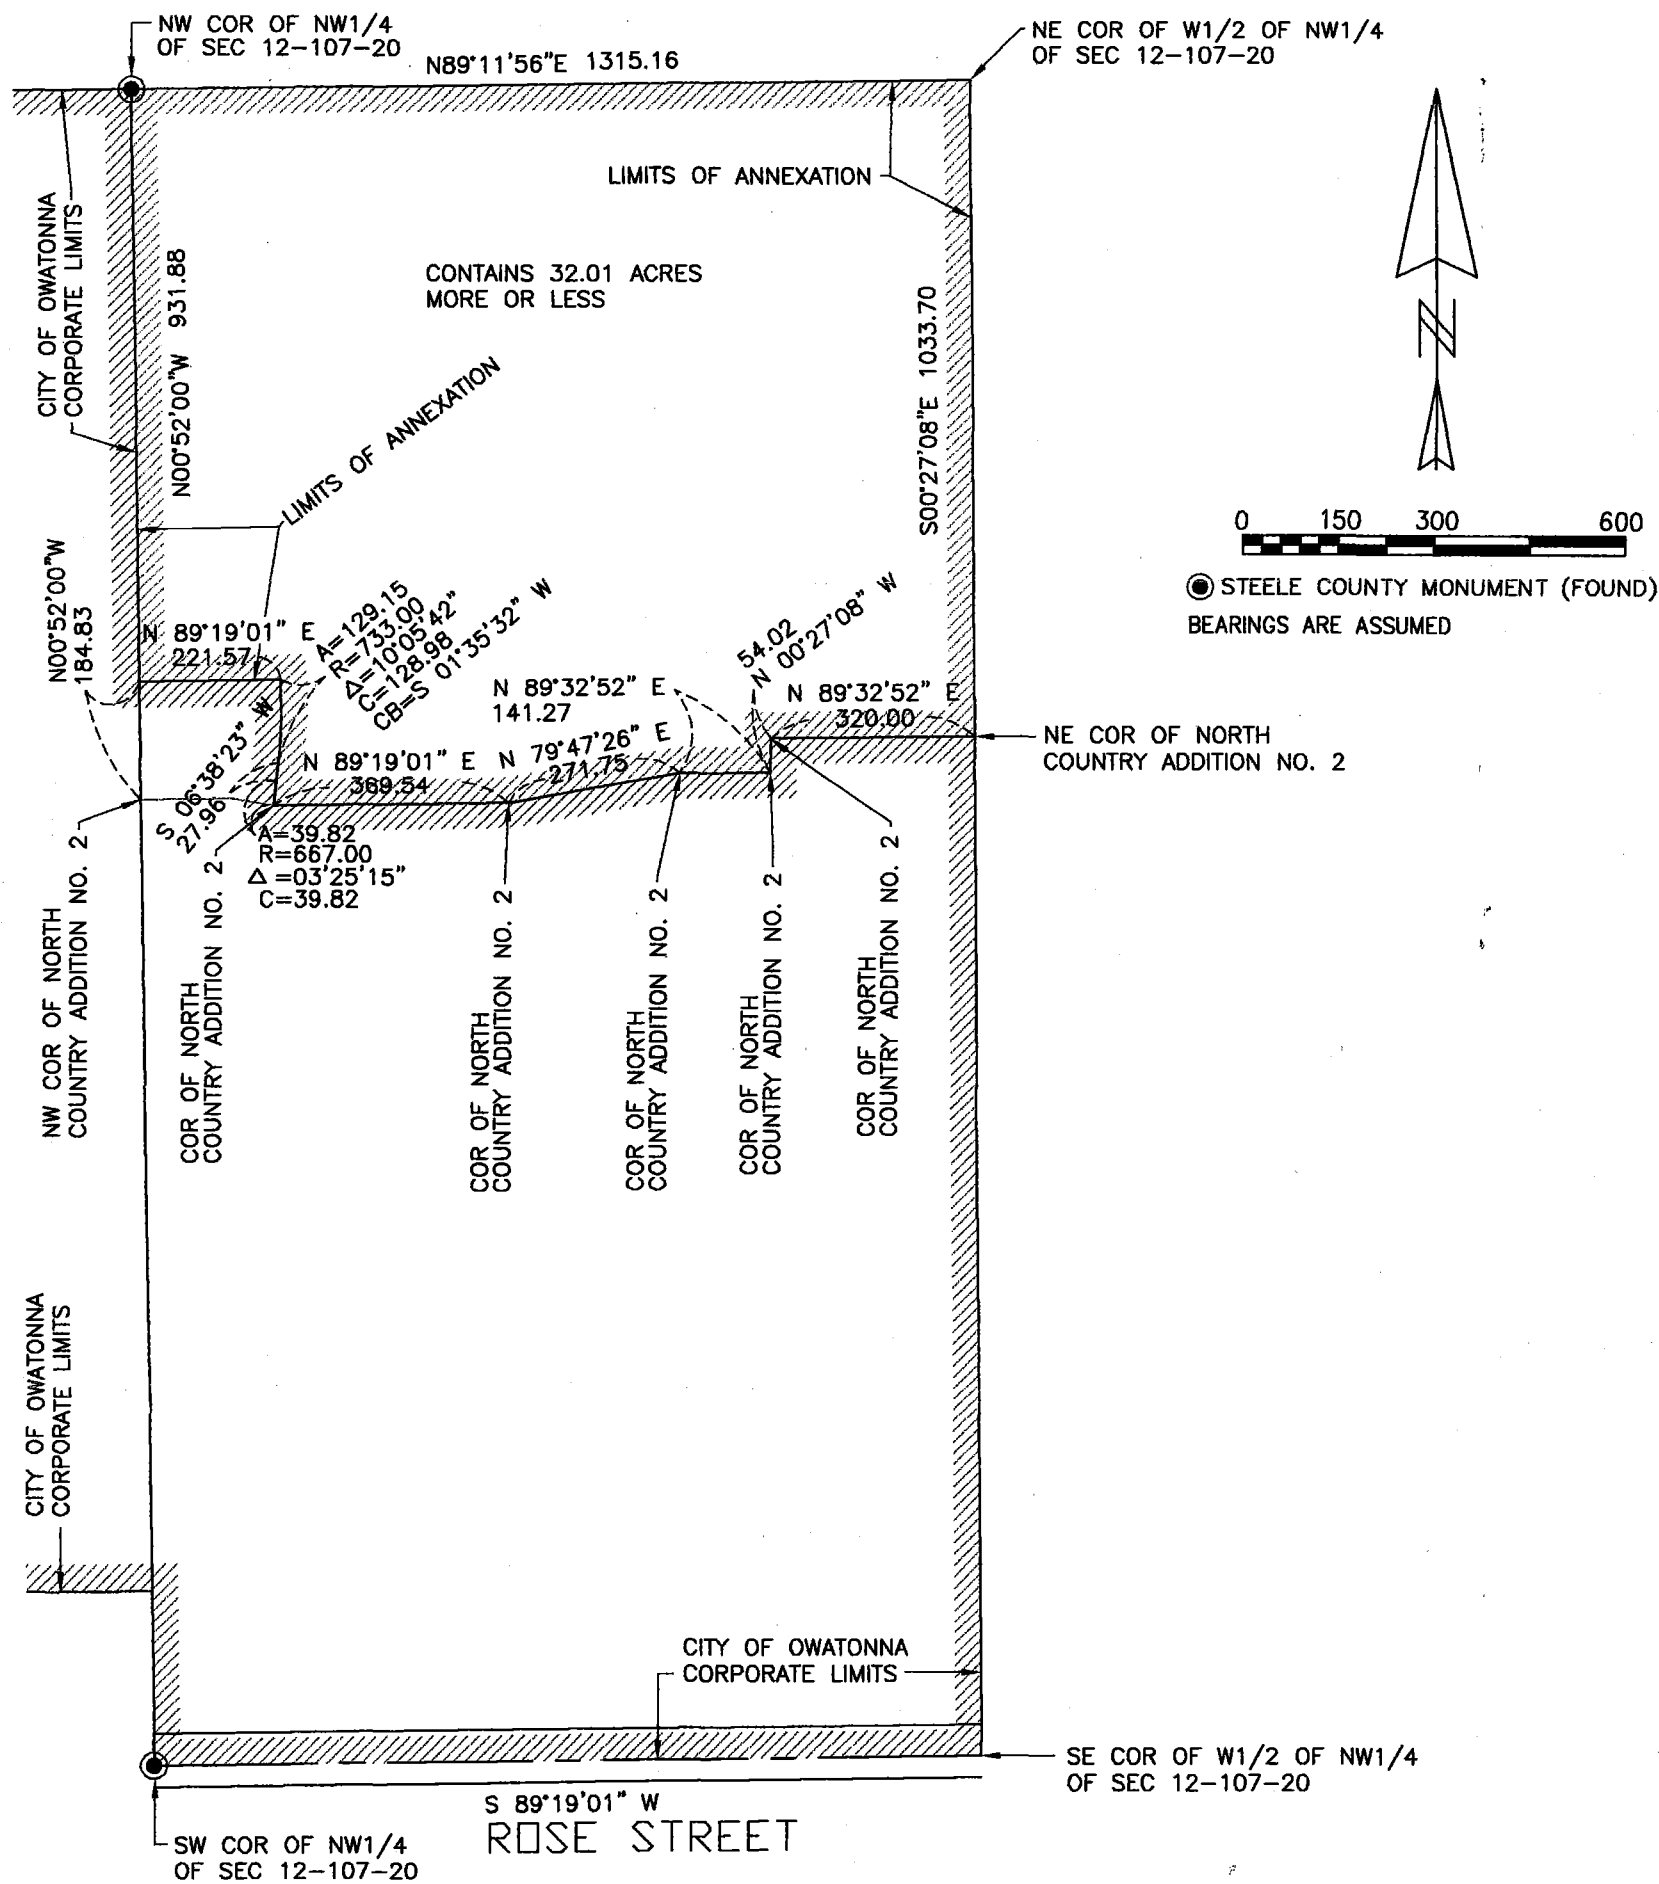 NW COR OF NW1/4
OF SEC 12-107-20
N89°11'56"E 1315.16
NE COR OF W1/2 OF NW1/4
OF SEC 12-107-20
LIMITS OF ANNEXATION
CITY OF OWATONNA
CORPORATE LIMITS
N00°52'00"W 931.88
CONTAINS 32.01 ACRES
MORE OR LESS
S00°27'08"E 1033.70
LIMITS OF ANNEXATION
N
0 150 300 600
STEELE COUNTY MONUMENT (FOUND)
BEARINGS ARE ASSUMED
N00°52'00"W
184.83
N 89°19'01" E
221.57
A=129.15
R=733.00
Δ=10°05'42"
C=128.98
CB=S 01°35'32" W
54.02
N 00°27'08" W
N 89°32'52" E
141.27
N 89°32'52" E
320.00
S 06°38'23" W
27.96
N 89°19'01" E
369.54
N 79°47'26" E
271.75
NE COR OF NORTH
COUNTRY ADDITION NO. 2
A=39.82
R=667.00
Δ =03°25'15"
C=39.82
NW COR OF NORTH
COUNTRY ADDITION NO. 2
COR OF NORTH
COUNTRY ADDITION NO. 2
COR OF NORTH
COUNTRY ADDITION NO. 2
COR OF NORTH
COUNTRY ADDITION NO. 2
COR OF NORTH
COUNTRY ADDITION NO. 2
COR OF NORTH
COUNTRY ADDITION NO. 2
CITY OF OWATONNA
CORPORATE LIMITS
CITY OF OWATONNA
CORPORATE LIMITS
SE COR OF W1/2 OF NW1/4
OF SEC 12-107-20
S 89°19'01" W
ROSE STREET
SW COR OF NW1/4
OF SEC 12-107-20